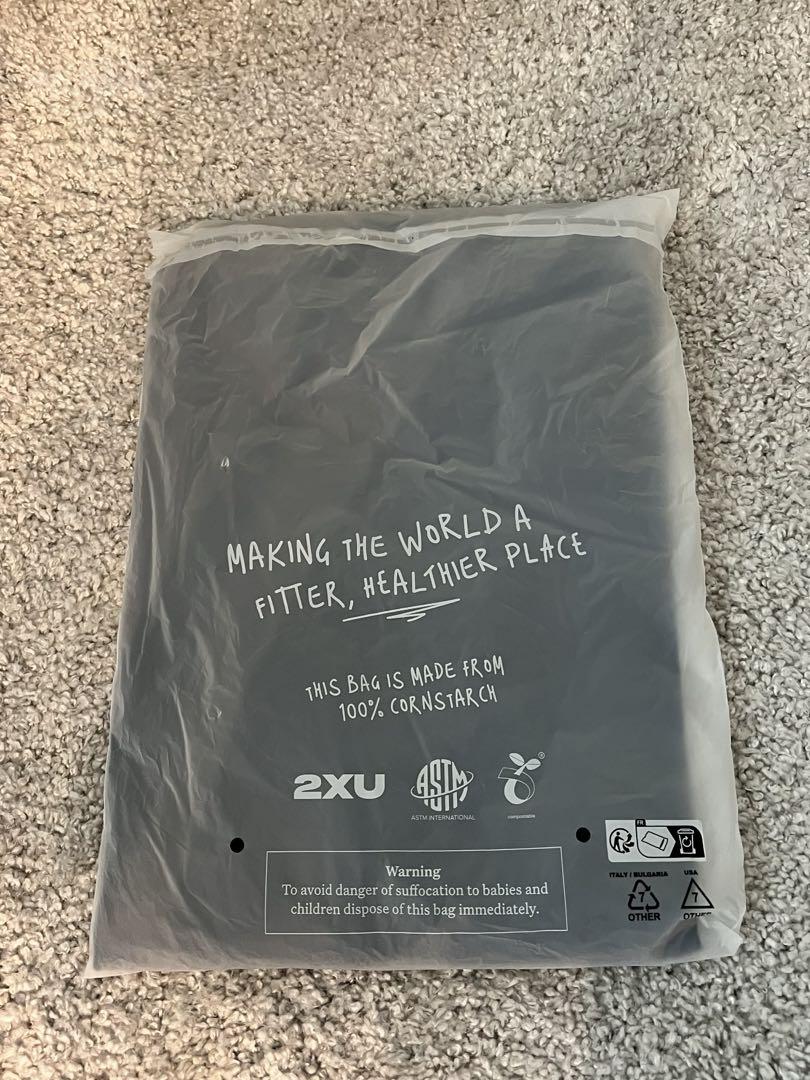 MAKING THE WORLD A
FITTER, HEALTHIER PLACE
THIS BAG IS MADE FROM
100% CORNSTARCH
2XU
ASTM
ASTM INTERNATIONAL
®
compostable
Warning
To avoid danger of suffocation to babies and
children dispose of this bag immediately.
FR
ITALY / BULGARIA
7
OTHER
USA
7
OTHER